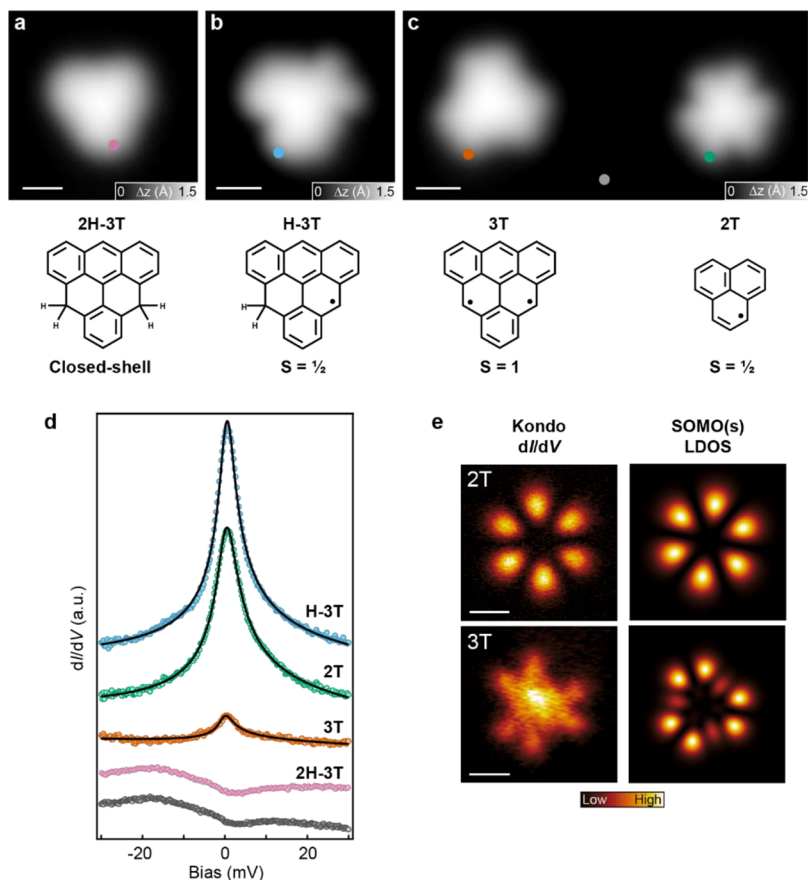 a b c
0 Δz (Å) 1.5 0 Δz (Å) 1.5 0 Δz (Å) 1.5
2H-3T H-3T 3T 2T
H H H H H H
Closed-shell S = ½ S = 1 S = ½
d e
Kondo SOMO(s)
dI/dV LDOS
2T
3T
Low High
dI/dV (a.u.)
H-3T
2T
3T
2H-3T
-20 0 20
Bias (mV)